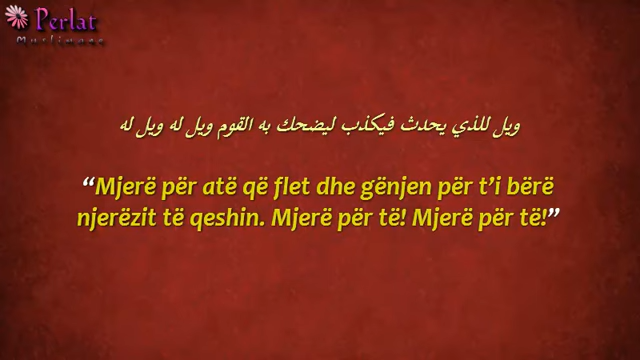 Perlat
Muslimane
ويل للذي يحدث فيكذب ليضحك به القوم ويل له ويل له
“Mjerë për atë që flet dhe gënjen për t’i bërë
njerëzit të qeshin. Mjerë për të! Mjerë për të!”